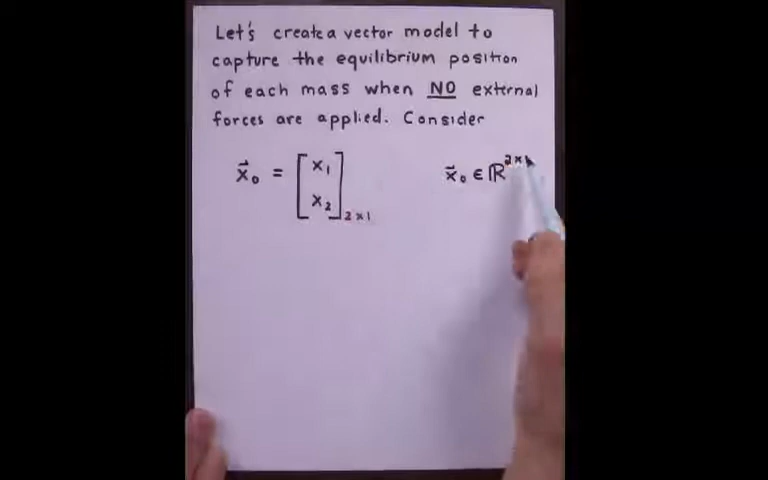 Let's create a vector model to
capture the equilibrium position
of each mass when NO external
forces are applied. Consider
x⃗₀ = [x₁ x₂]₂ₓ₁ x⃗₀ ∈ ℝ²ˣ¹